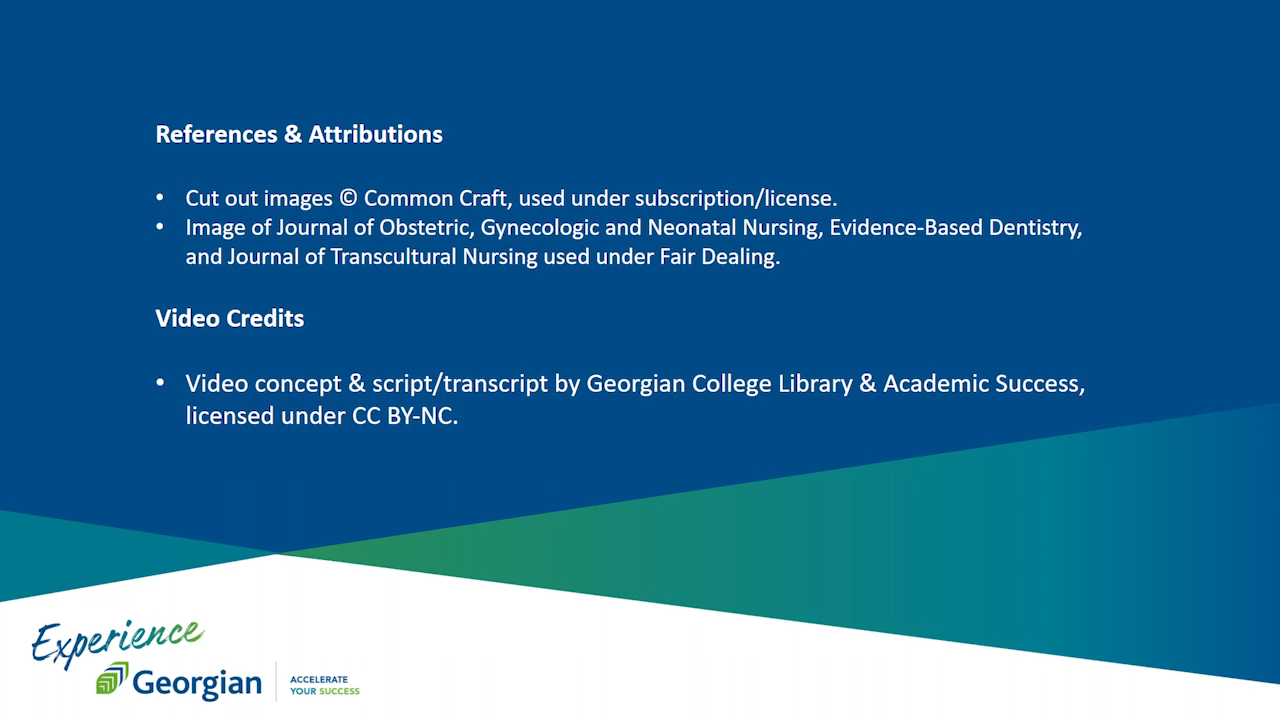 References & Attributions
• Cut out images © Common Craft, used under subscription/license.
• Image of Journal of Obstetric, Gynecologic and Neonatal Nursing, Evidence-Based Dentistry,
and Journal of Transcultural Nursing used under Fair Dealing.
Video Credits
• Video concept & script/transcript by Georgian College Library & Academic Success,
licensed under CC BY-NC.
Experience
Georgian
ACCELERATE
YOUR SUCCESS